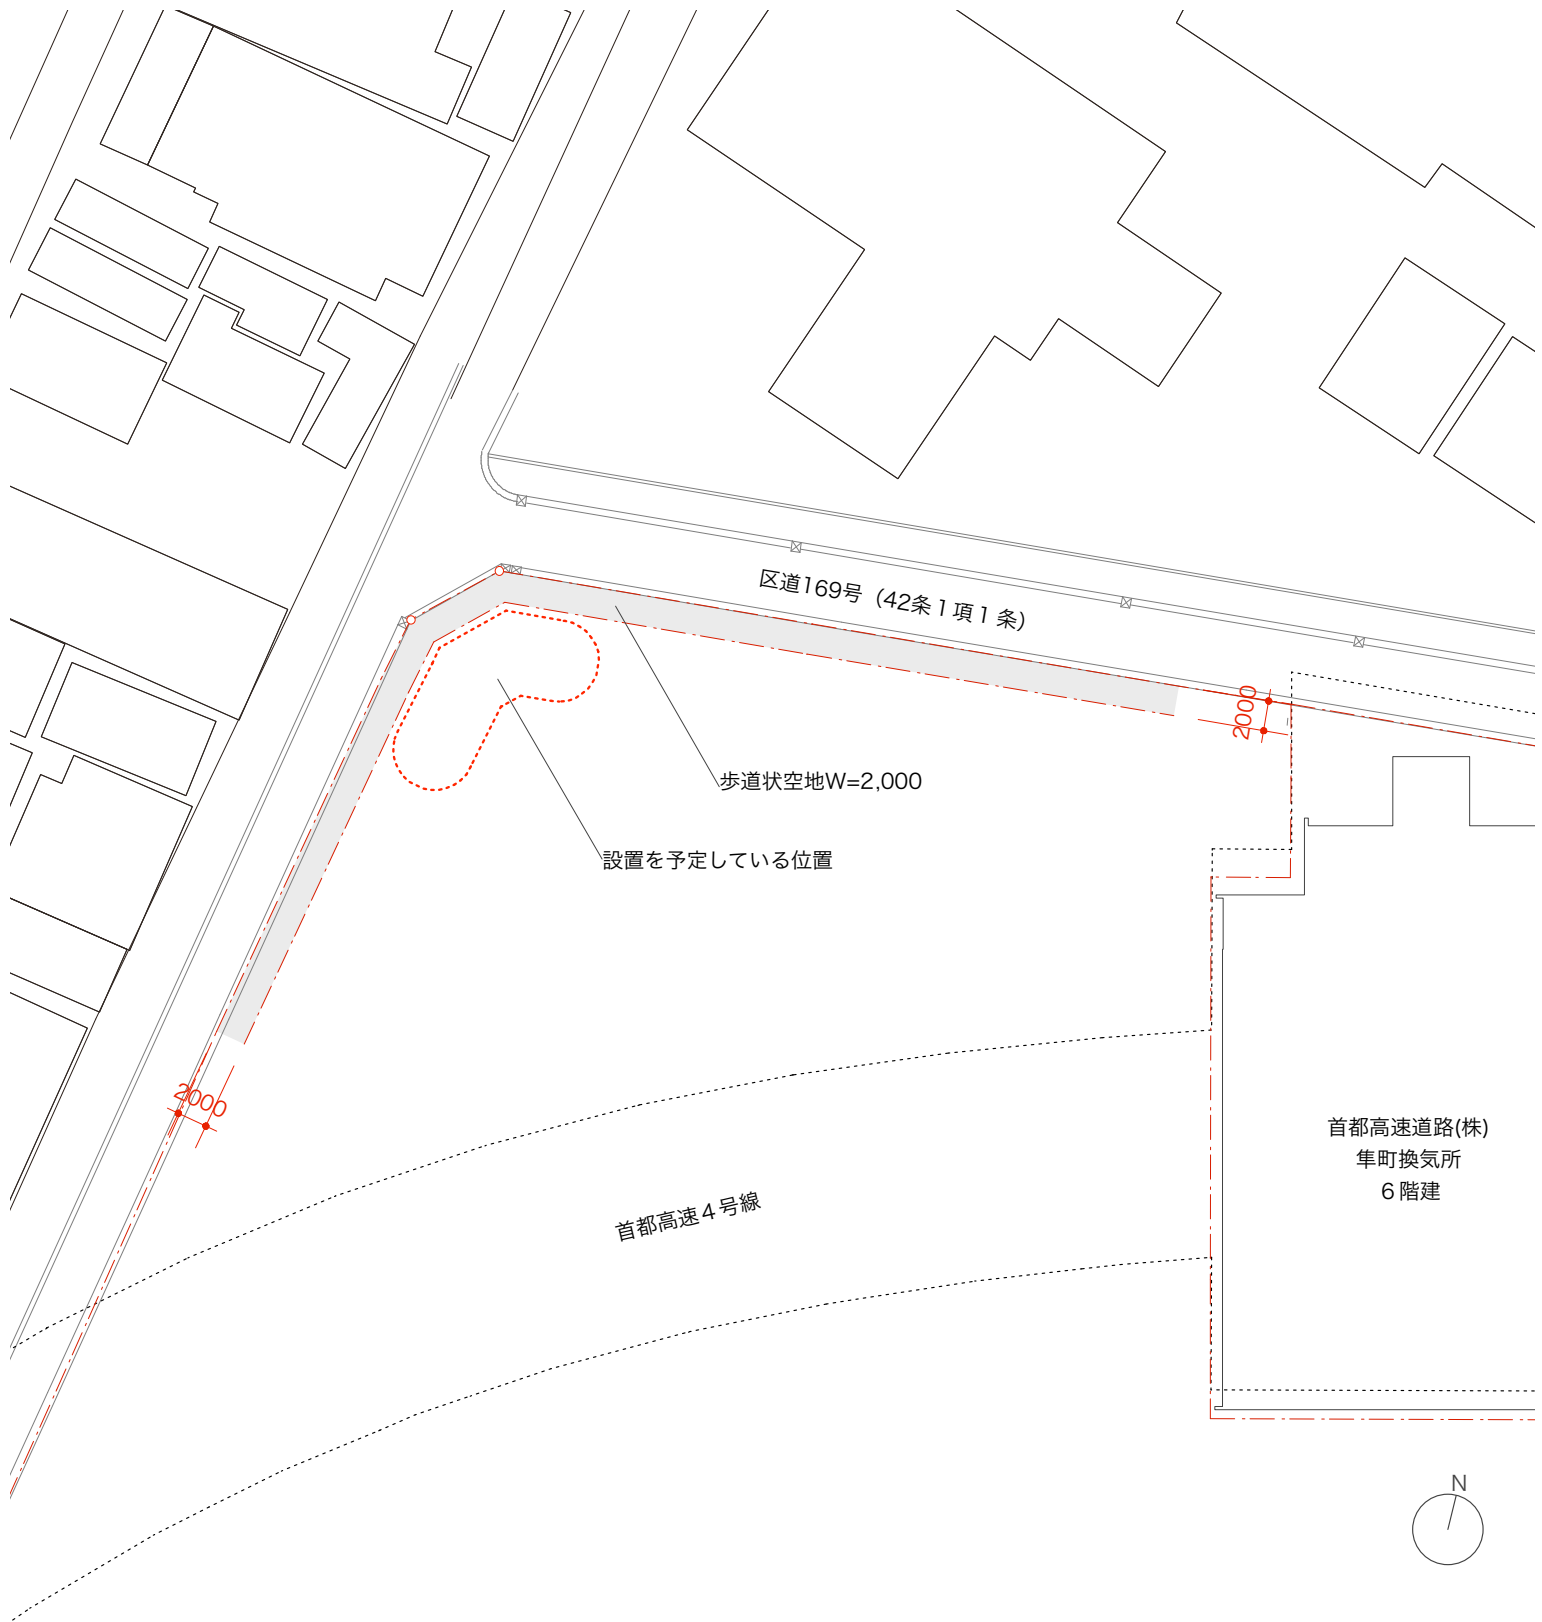 区道169号（42条１項１条）
2000
歩道状空地W=2,000
設置を予定している位置
2000
首都高速道路(株)
隼町換気所
６階建
首都高速４号線
N